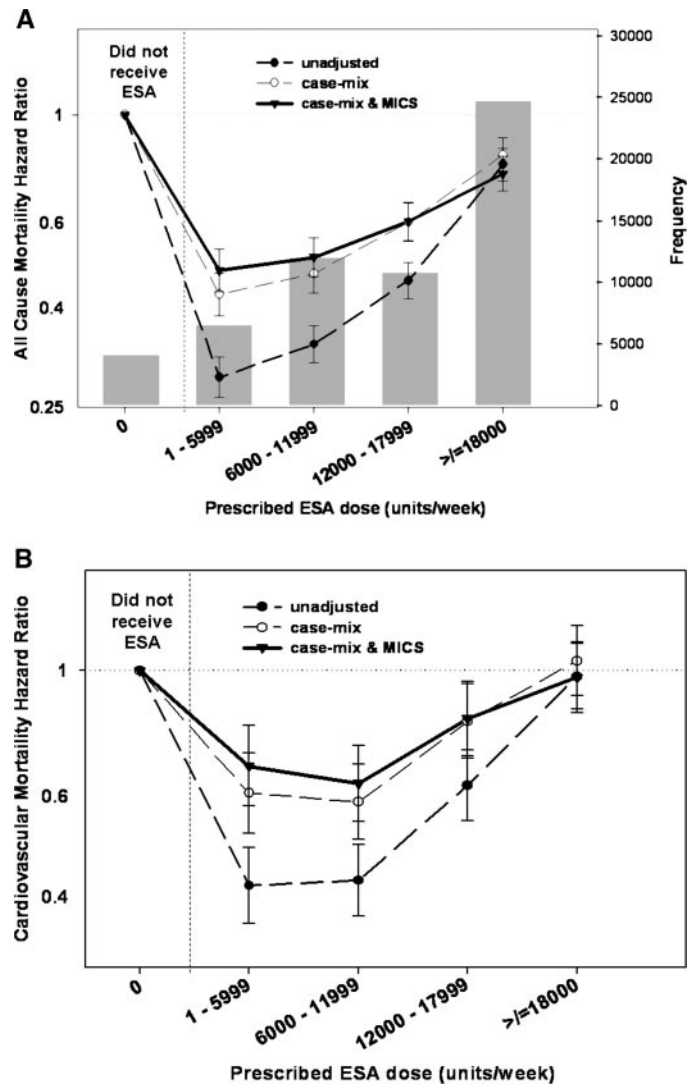 A
Did not
receive
ESA
unadjusted
case-mix
case-mix & MICS
All Cause Mortaility Hazard Ratio
1
0.6
0.4
0.25
30000
25000
20000
15000
10000
5000
0
Frequency
0
1 - 5999
6000 - 11999
12000 - 17999
>/=18000
Prescribed ESA dose (units/week)
B
Did not
receive
ESA
unadjusted
case-mix
case-mix & MICS
Cardiovascular Mortaility Hazard Ratio
1
0.6
0.4
0
1 - 5999
6000 - 11999
12000 - 17999
>/=18000
Prescribed ESA dose (units/week)